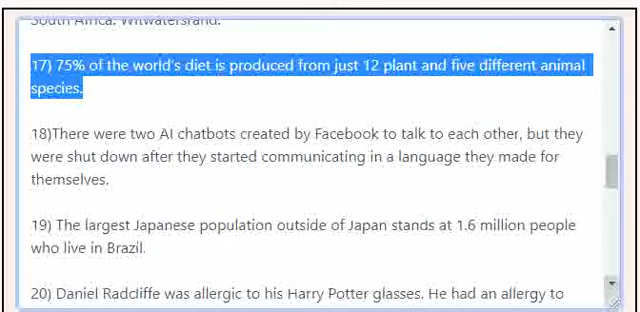 South Africa, Witwatersrand.
17) 75% of the world's diet is produced from just 12 plant and five different animal
species.
18)There were two AI chatbots created by Facebook to talk to each other, but they
were shut down after they started communicating in a language they made for
themselves.
19) The largest Japanese population outside of Japan stands at 1.6 million people
who live in Brazil.
20) Daniel Radcliffe was allergic to his Harry Potter glasses. He had an allergy to